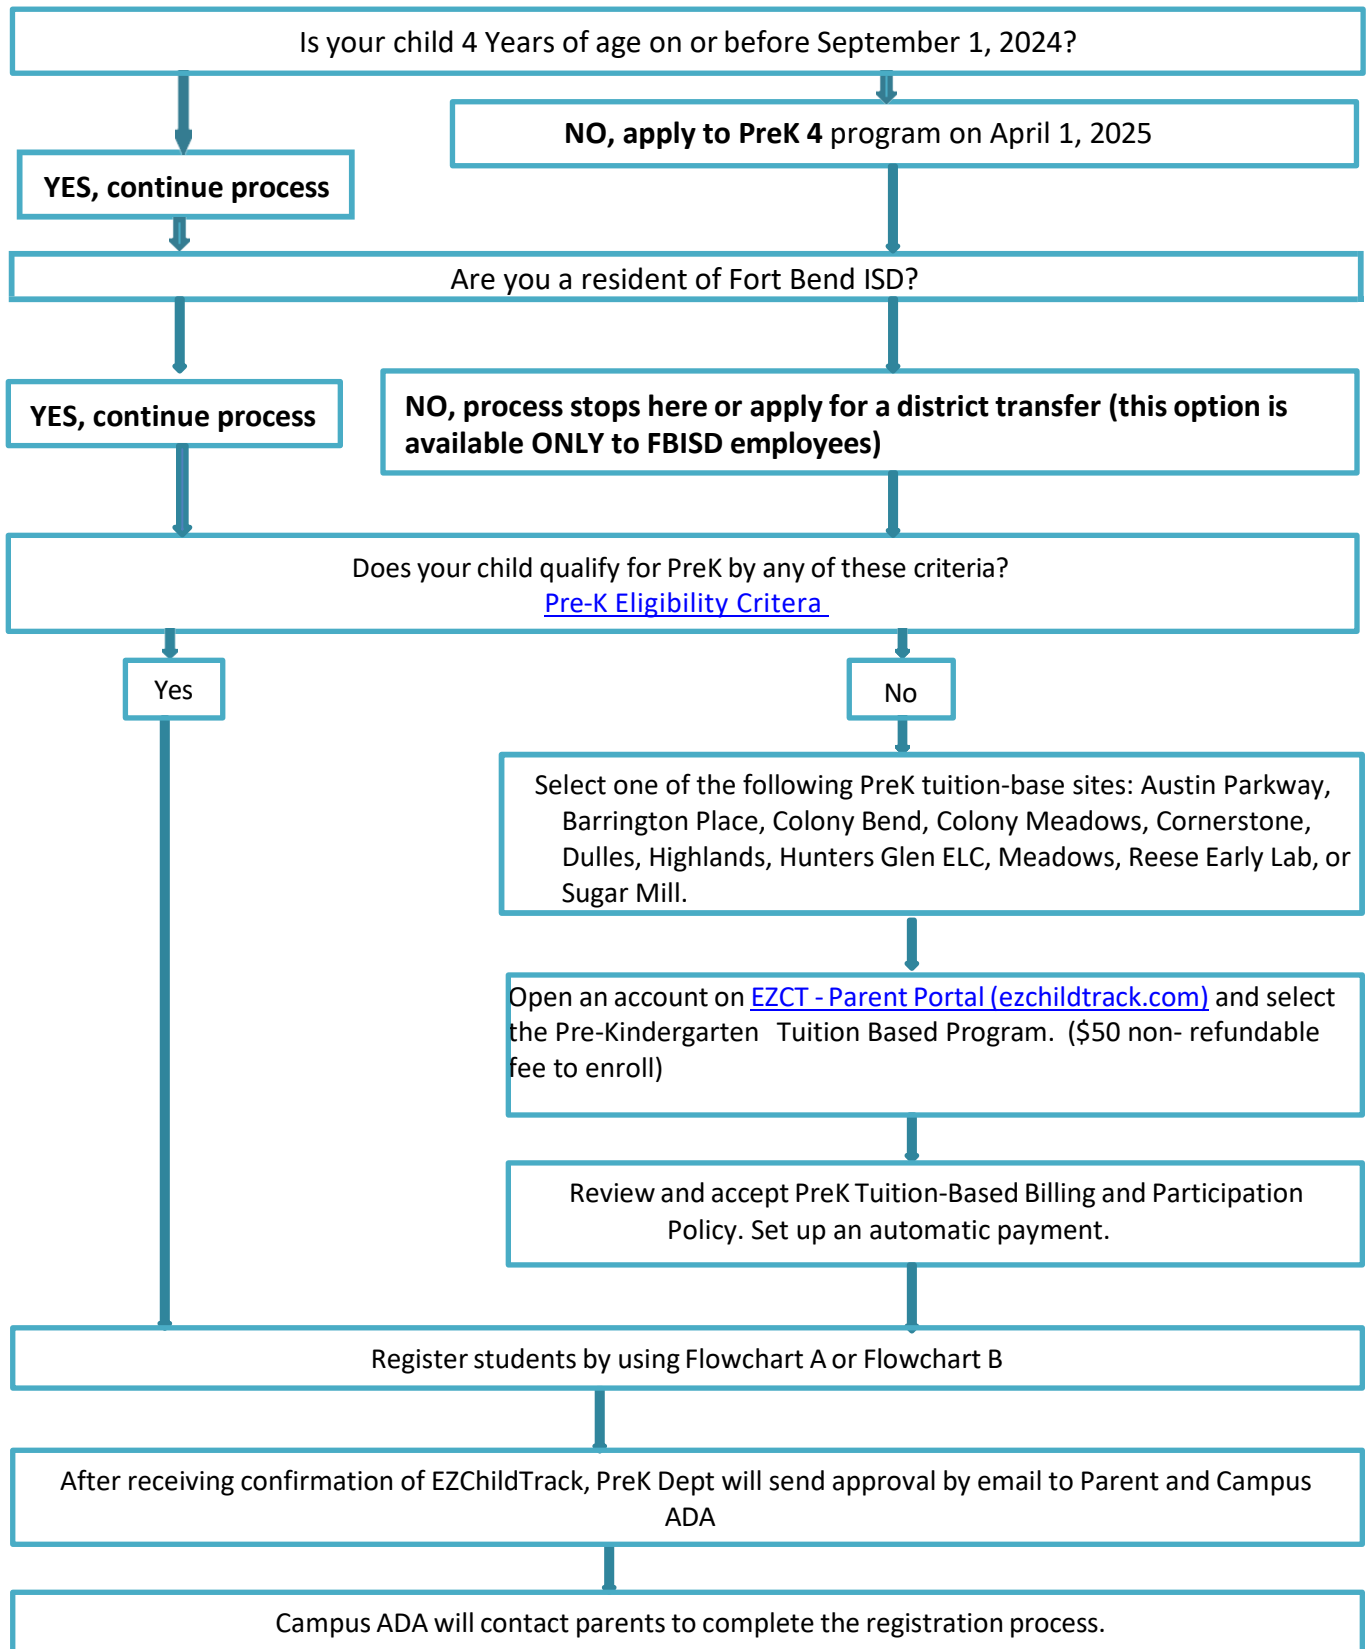 Is your child 4 Years of age on or before September 1, 2024?
NO, apply to PreK 4 program on April 1, 2025
YES, continue process
Are you a resident of Fort Bend ISD?
YES, continue process
NO, process stops here or apply for a district transfer (this option is
available ONLY to FBISD employees)
Does your child qualify for PreK by any of these criteria?
Pre-K Eligibility Critera
Yes
No
Select one of the following PreK tuition-base sites: Austin Parkway,
Barrington Place, Colony Bend, Colony Meadows, Cornerstone,
Dulles, Highlands, Hunters Glen ELC, Meadows, Reese Early Lab, or
Sugar Mill.
Open an account on EZCT - Parent Portal (ezchildtrack.com) and select
the Pre-Kindergarten Tuition Based Program. ($50 non- refundable
fee to enroll)
Review and accept PreK Tuition-Based Billing and Participation
Policy. Set up an automatic payment.
Register students by using Flowchart A or Flowchart B
After receiving confirmation of EZChildTrack, PreK Dept will send approval by email to Parent and Campus
ADA
Campus ADA will contact parents to complete the registration process.